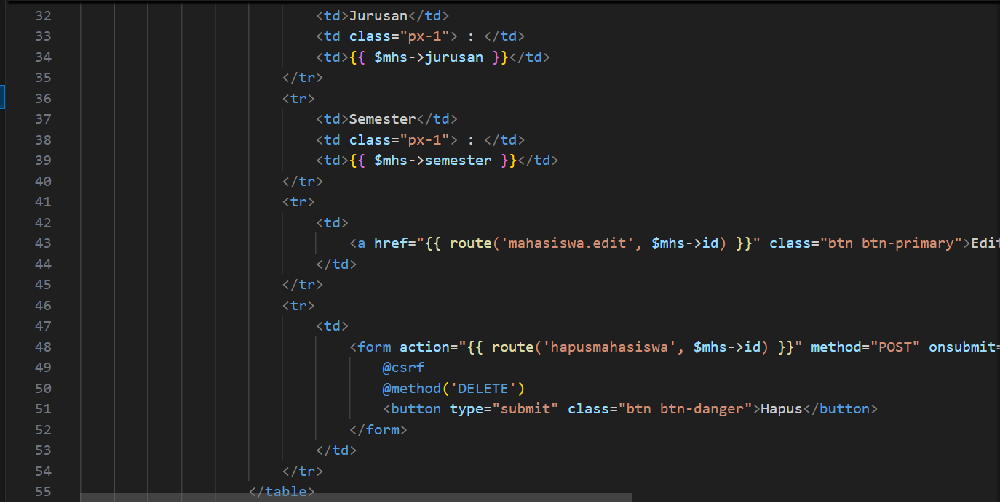 32 <td>Jurusan</td>
33 <td class="px-1"> : </td>
34 <td>{{ $mhs->jurusan }}</td>
35 </tr>
36 <tr>
37 <td>Semester</td>
38 <td class="px-1"> : </td>
39 <td>{{ $mhs->semester }}</td>
40 </tr>
41 <tr>
42 <td>
43 <a href="{{ route('mahasiswa.edit', $mhs->id) }}" class="btn btn-primary">Edit
44 </td>
45 </tr>
46 <tr>
47 <td>
48 <form action="{{ route('hapusmahasiswa', $mhs->id) }}" method="POST" onsubmit=
49 @csrf
50 @method('DELETE')
51 <button type="submit" class="btn btn-danger">Hapus</button>
52 </form>
53 </td>
54 </tr>
55 </table>